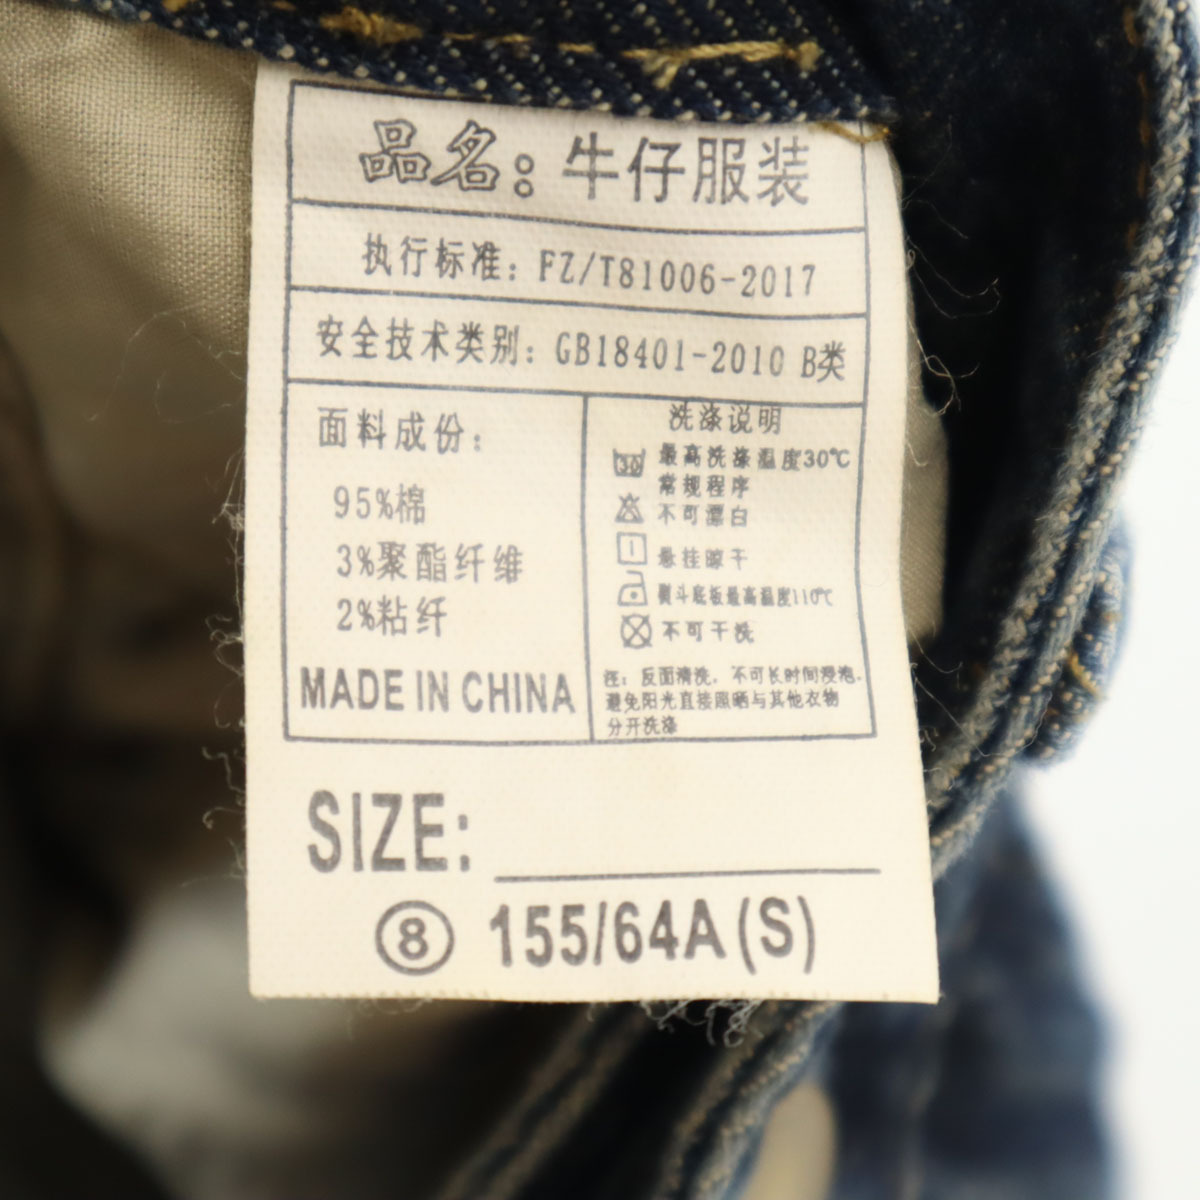 品名：牛仔服装
执行标准：FZ/T81006-2017
安全技术类别：GB18401-2010 B类
面料成份：
95%棉
3%聚酯纤维
2%粘纤
MADE IN CHINA
洗涤说明
30 最高洗涤温度30℃
常规程序
不可漂白
悬挂晾干
熨斗底板最高温度110℃
不可干洗
注：反面清洗，不可长时间浸泡，
避免阳光直接照晒与其他衣物
分开洗涤
SIZE:
⑧ 155/64A(S)